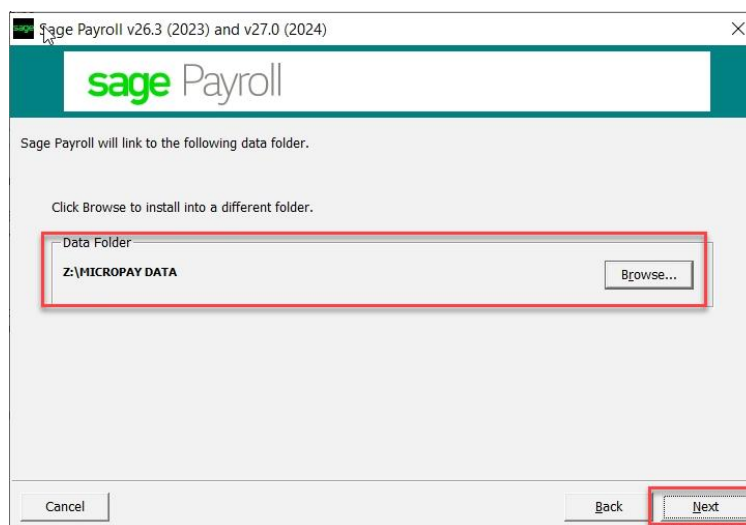 sage Sage Payroll v26.3 (2023) and v27.0 (2024)
sage Payroll
Sage Payroll will link to the following data folder.
Click Browse to install into a different folder.
Data Folder
Z:\MICROPAY DATA
Browse...
Cancel
Back
Next